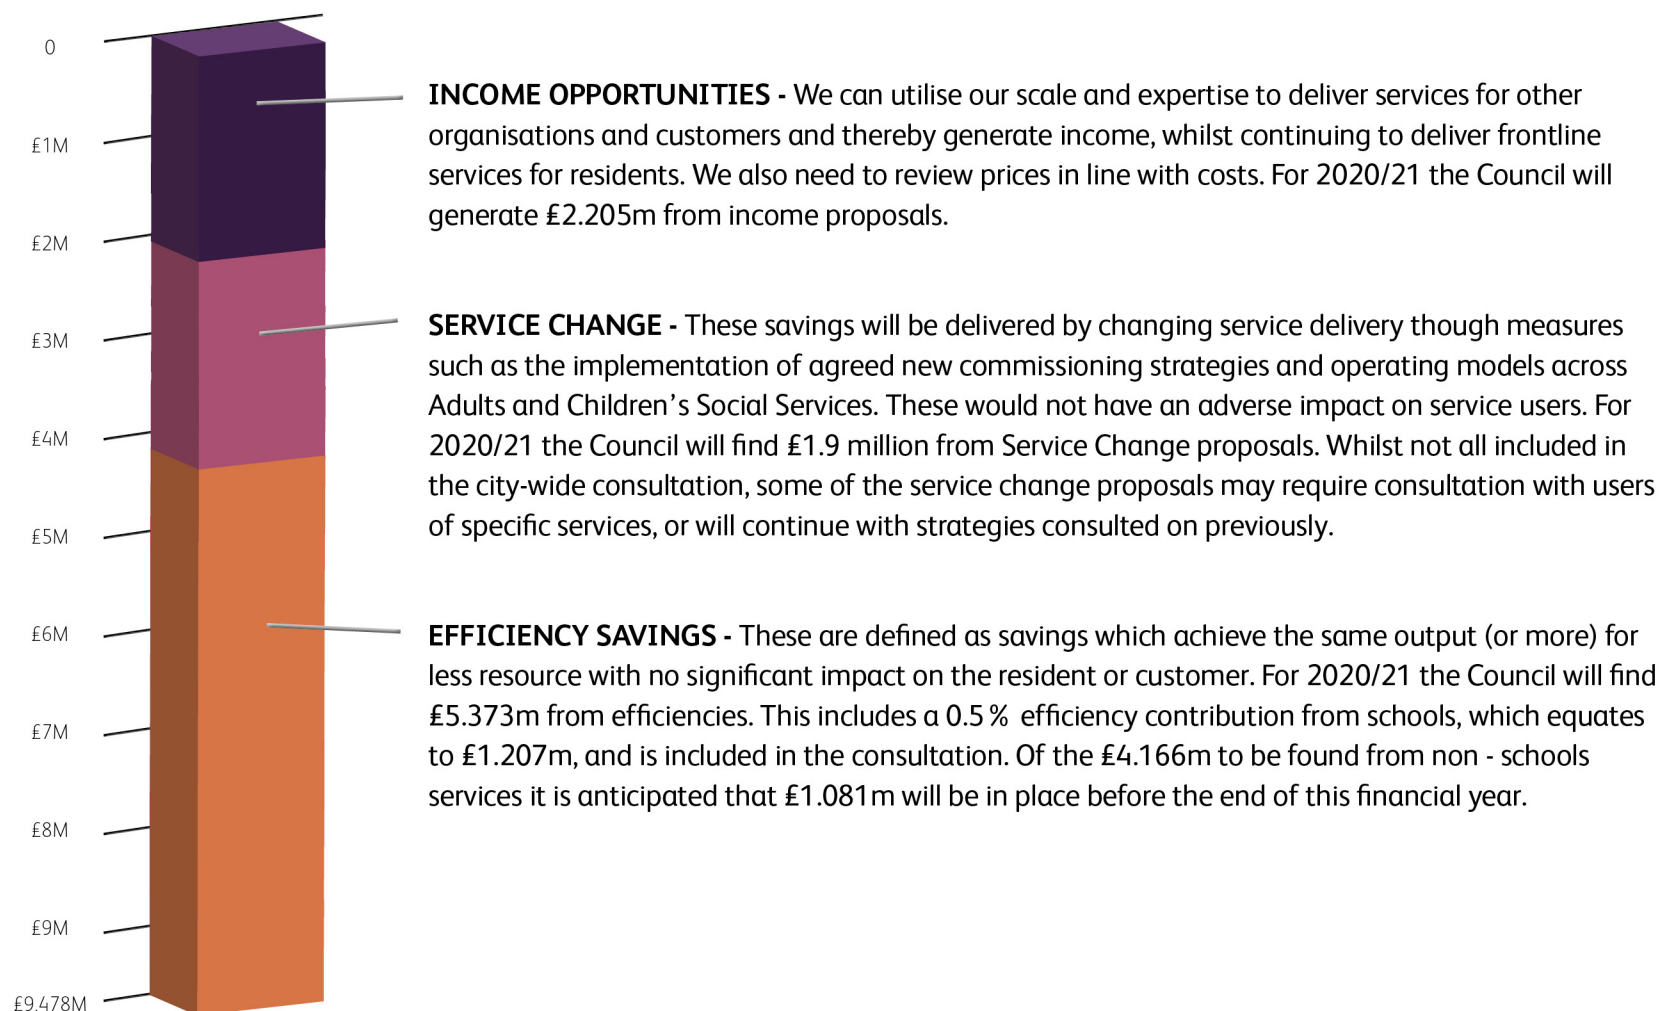 0
£1M
£2M
£3M
£4M
£5M
£6M
£7M
£8M
£9M
£9.478M
INCOME OPPORTUNITIES - We can utilise our scale and expertise to deliver services for other
organisations and customers and thereby generate income, whilst continuing to deliver frontline
services for residents. We also need to review prices in line with costs. For 2020/21 the Council will
generate £2.205m from income proposals.
SERVICE CHANGE - These savings will be delivered by changing service delivery though measures
such as the implementation of agreed new commissioning strategies and operating models across
Adults and Children's Social Services. These would not have an adverse impact on service users. For
2020/21 the Council will find £1.9 million from Service Change proposals. Whilst not all included in
the city-wide consultation, some of the service change proposals may require consultation with users
of specific services, or will continue with strategies consulted on previously.
EFFICIENCY SAVINGS - These are defined as savings which achieve the same output (or more) for
less resource with no significant impact on the resident or customer. For 2020/21 the Council will find
£5.373m from efficiencies. This includes a 0.5% efficiency contribution from schools, which equates
to £1.207m, and is included in the consultation. Of the £4.166m to be found from non - schools
services it is anticipated that £1.081m will be in place before the end of this financial year.